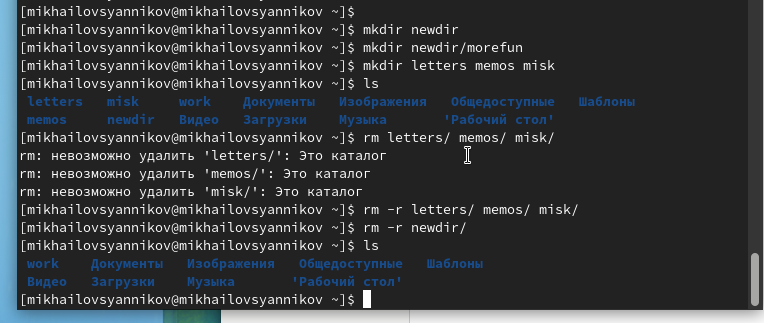 [mikhailovsyannikov@mikhailovsyannikov ~]$
[mikhailovsyannikov@mikhailovsyannikov ~]$ mkdir newdir
[mikhailovsyannikov@mikhailovsyannikov ~]$ mkdir newdir/morefun
[mikhailovsyannikov@mikhailovsyannikov ~]$ mkdir letters memos misk
[mikhailovsyannikov@mikhailovsyannikov ~]$ ls
letters misk work Документы Изображения Общедоступные Шаблоны
memos newdir Видео Загрузки Музыка 'Рабочий стол'
[mikhailovsyannikov@mikhailovsyannikov ~]$ rm letters/ memos/ misk/
rm: невозможно удалить 'letters/': Это каталог
rm: невозможно удалить 'memos/': Это каталог
rm: невозможно удалить 'misk/': Это каталог
[mikhailovsyannikov@mikhailovsyannikov ~]$ rm -r letters/ memos/ misk/
[mikhailovsyannikov@mikhailovsyannikov ~]$ rm -r newdir/
[mikhailovsyannikov@mikhailovsyannikov ~]$ ls
work Документы Изображения Общедоступные Шаблоны
Видео Загрузки Музыка 'Рабочий стол'
[mikhailovsyannikov@mikhailovsyannikov ~]$